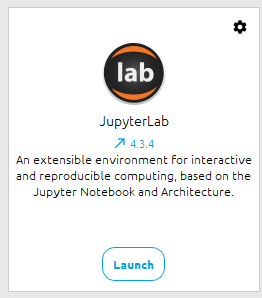 lab
JupyterLab
4.3.4
An extensible environment for interactive
and reproducible computing, based on the
Jupyter Notebook and Architecture.
Launch